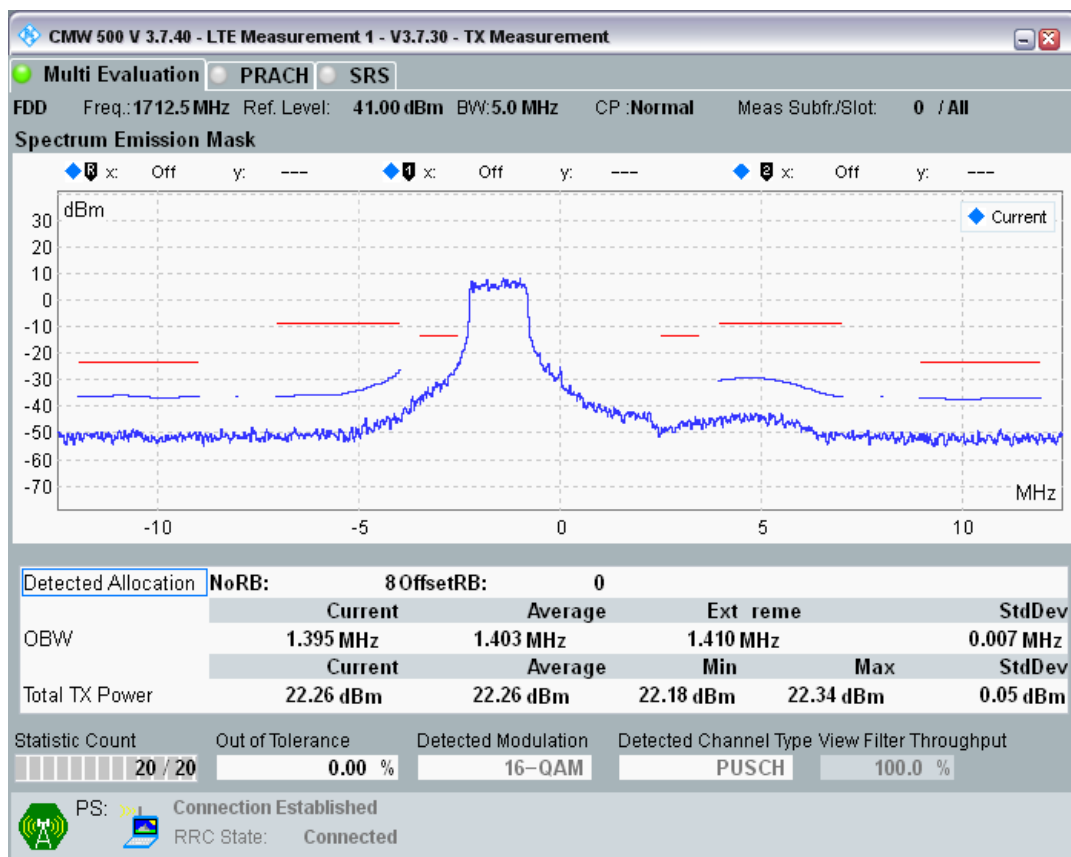 CMW 500 V 3.7.40 - LTE Measurement 1 - V3.7.30 - TX Measurement
Multi Evaluation PRACH SRS
FDD Freq.: 1712.5 MHz Ref. Level: 41.00 dBm BW: 5.0 MHz CP : Normal Meas Subfr./Slot: 0 / All
Spectrum Emission Mask
R x: Off y: --- 1 x: Off y: --- 2 x: Off y: ---
dBm
Current
30
20
10
0
-10
-20
-30
-40
-50
-60
-70
MHz
-10 -5 0 5 10
Detected Allocation NoRB: 8 OffsetRB: 0
Current Average Ext reme StdDev
OBW 1.395 MHz 1.403 MHz 1.410 MHz 0.007 MHz
Current Average Min Max StdDev
Total TX Power 22.26 dBm 22.26 dBm 22.18 dBm 22.34 dBm 0.05 dBm
Statistic Count Out of Tolerance Detected Modulation Detected Channel Type View Filter Throughput
20 / 20 0.00 % 16-QAM PUSCH 100.0 %
PS: Connection Established
RRC State: Connected